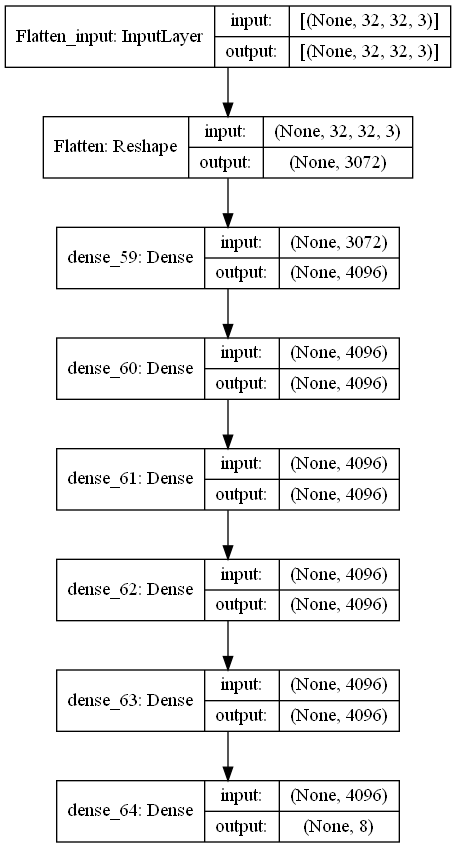 Flatten_input: InputLayer
input: [(None, 32, 32, 3)]
output: [(None, 32, 32, 3)]
Flatten: Reshape
input: (None, 32, 32, 3)
output: (None, 3072)
dense_59: Dense
input: (None, 3072)
output: (None, 4096)
dense_60: Dense
input: (None, 4096)
output: (None, 4096)
dense_61: Dense
input: (None, 4096)
output: (None, 4096)
dense_62: Dense
input: (None, 4096)
output: (None, 4096)
dense_63: Dense
input: (None, 4096)
output: (None, 4096)
dense_64: Dense
input: (None, 4096)
output: (None, 8)